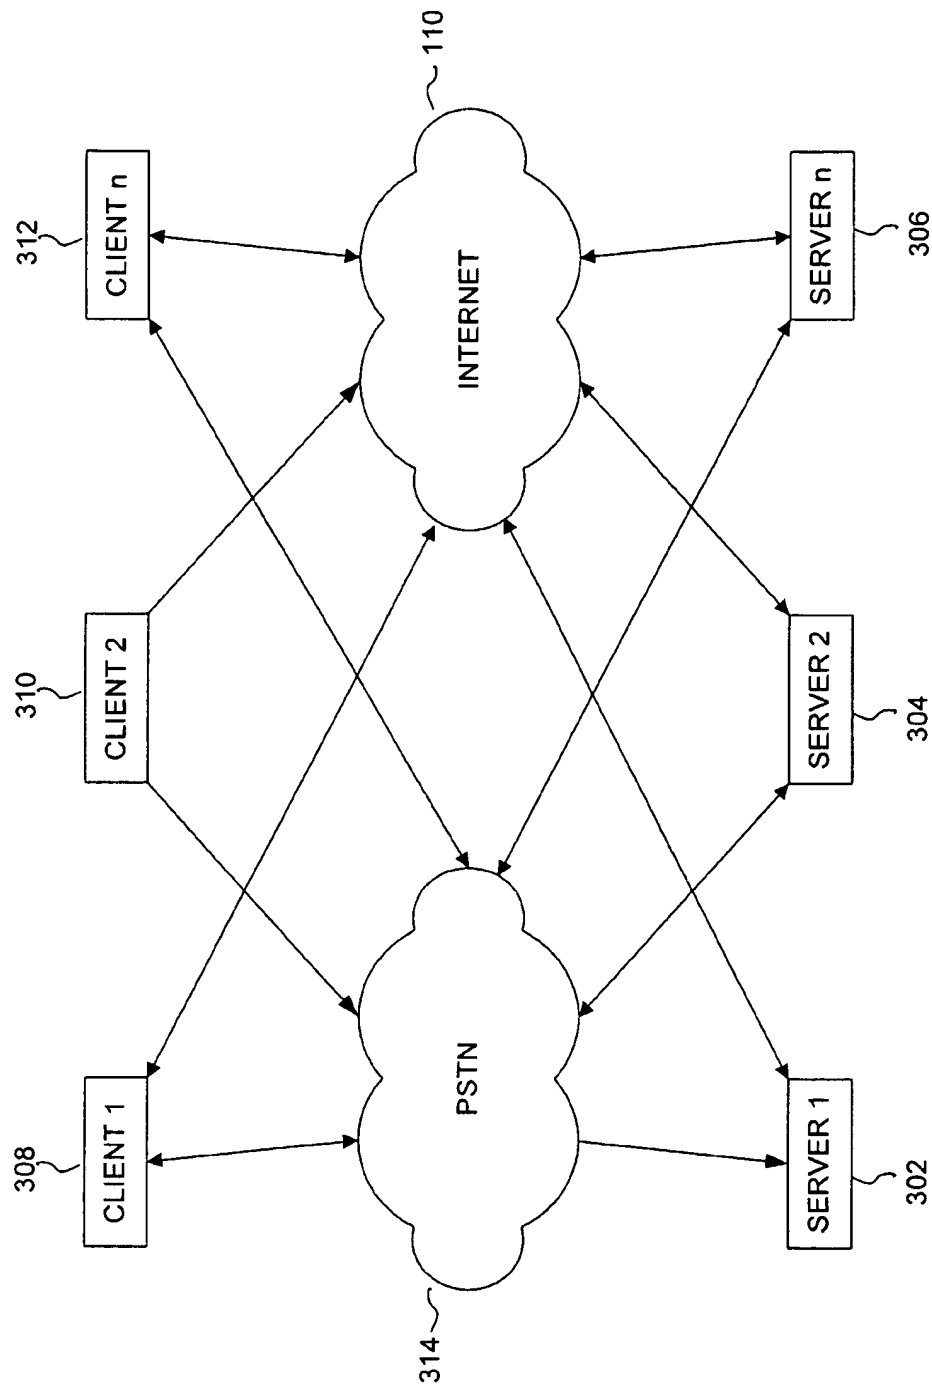 308
310
312
CLIENT 1
CLIENT 2
CLIENT n
314
PSTN
INTERNET
110
SERVER 1
SERVER 2
SERVER n
302
304
306